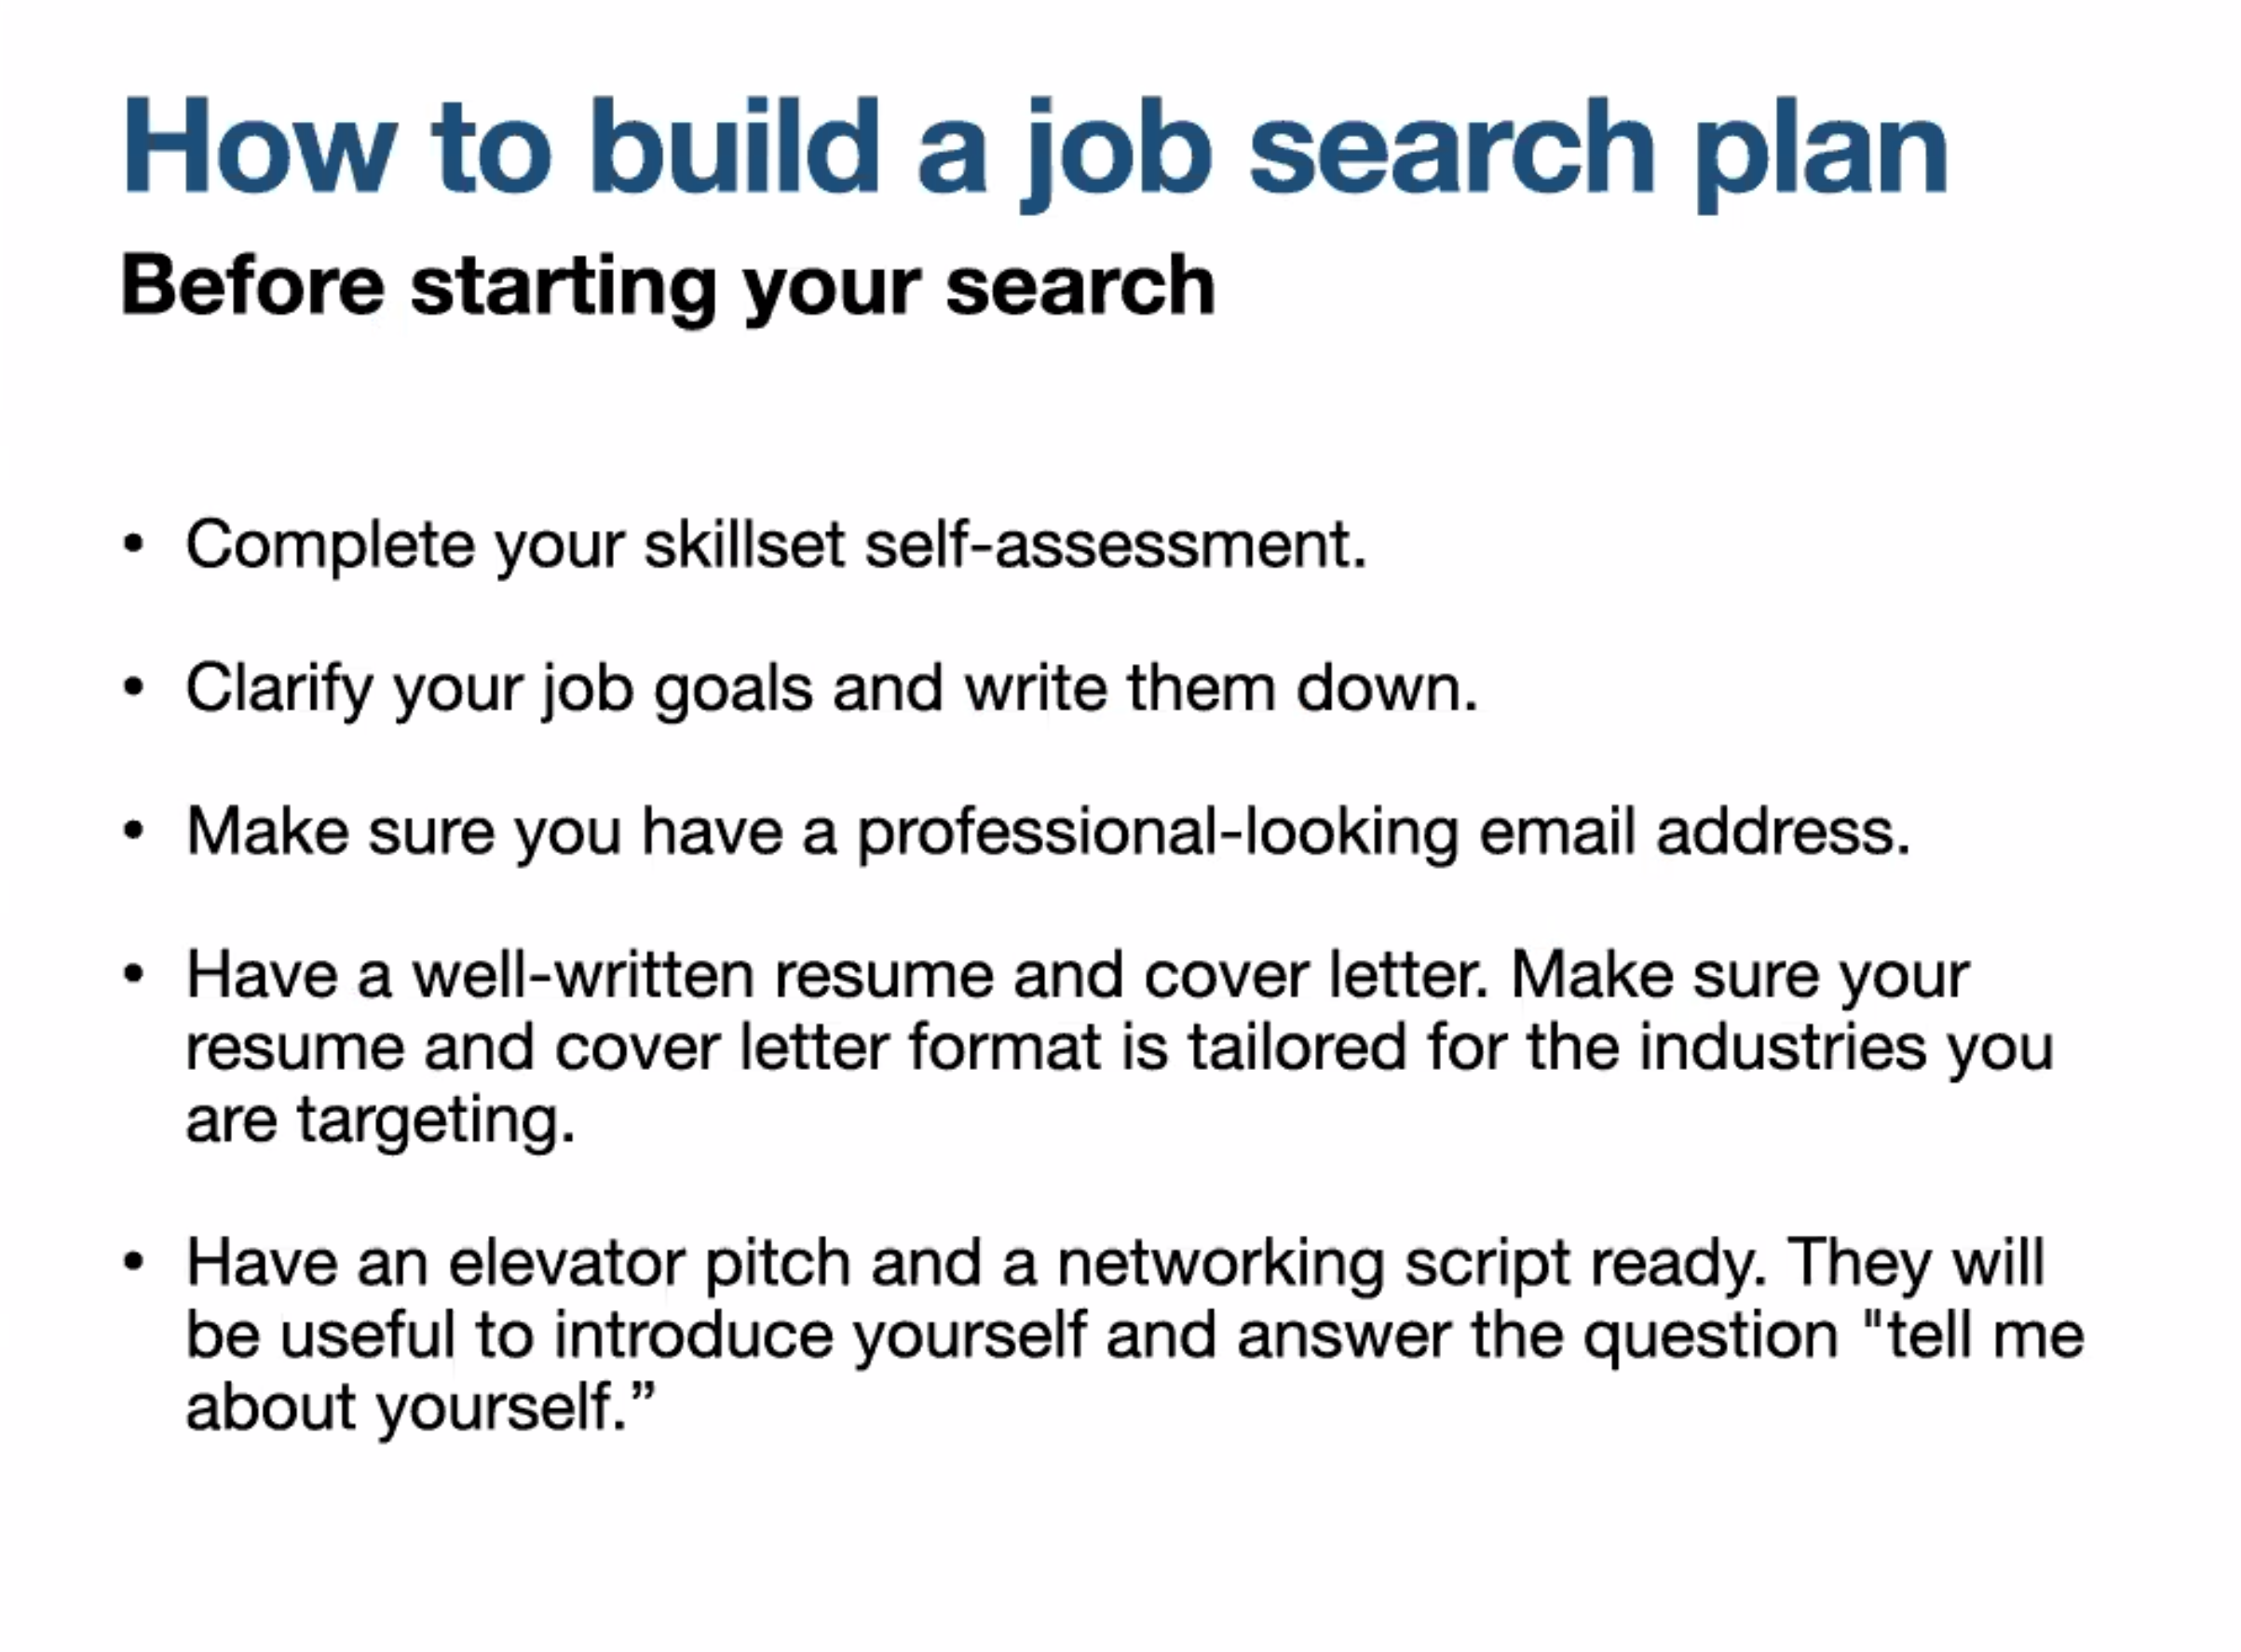 How to build a job search plan
Before starting your search
• Complete your skillset self-assessment.
• Clarify your job goals and write them down.
• Make sure you have a professional-looking email address.
• Have a well-written resume and cover letter. Make sure your
resume and cover letter format is tailored for the industries you
are targeting.
• Have an elevator pitch and a networking script ready. They will
be useful to introduce yourself and answer the question "tell me
about yourself.”